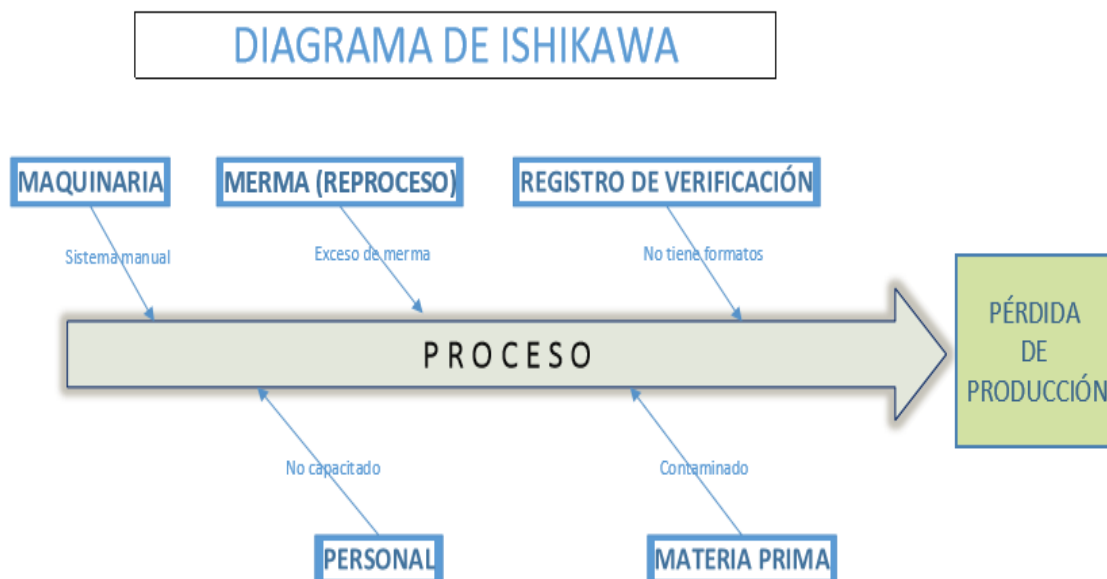 DIAGRAMA DE ISHIKAWA
MAQUINARIA
MERMA (REPROCESO)
REGISTRO DE VERIFICACIÓN
Sistema manual
Exceso de merma
No tiene formatos
PROCESO
PÉRDIDA
DE
PRODUCCIÓN
No capacitado
Contaminado
PERSONAL
MATERIA PRIMA